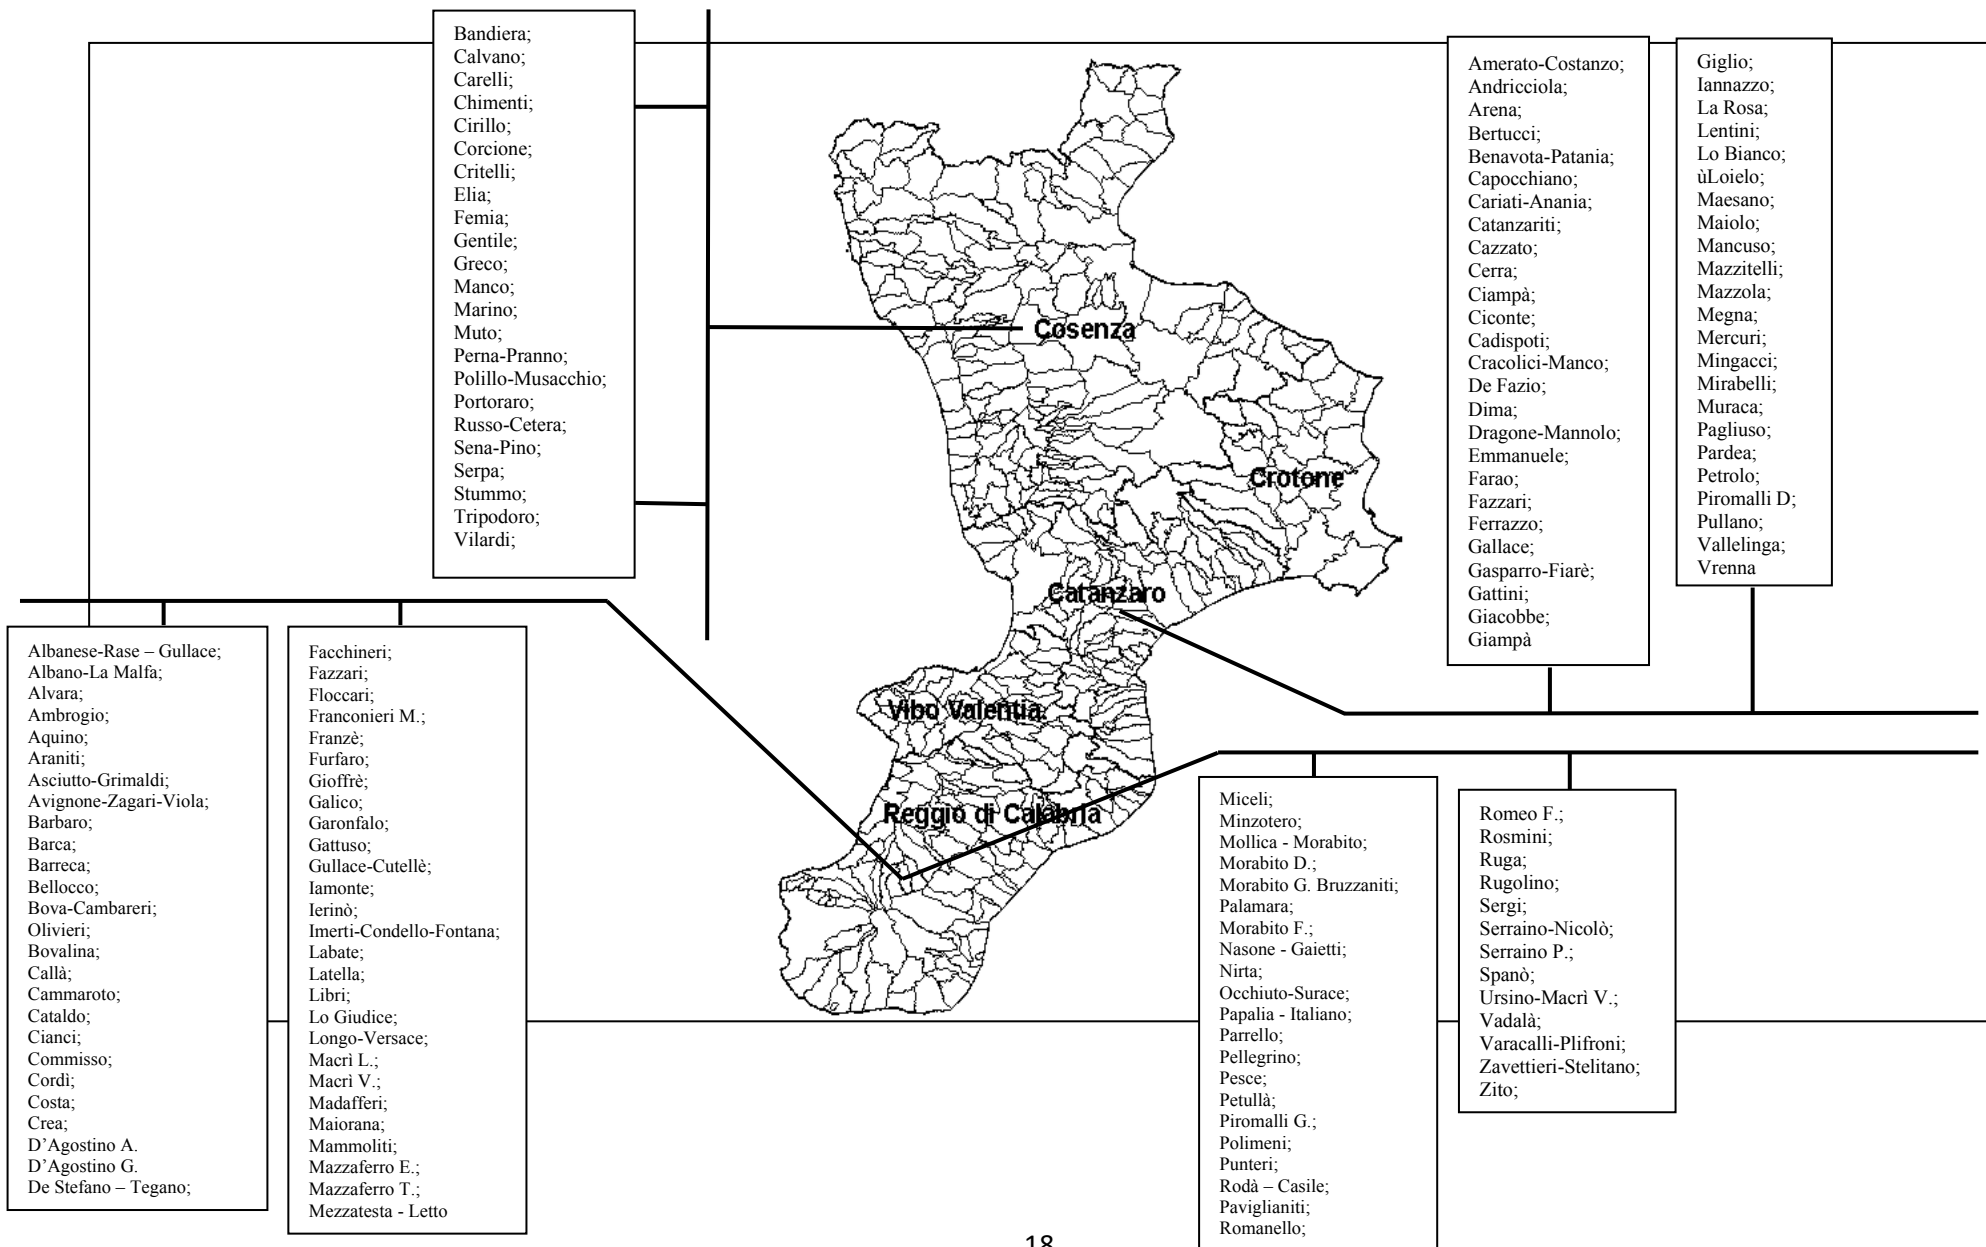 Bandiera;
Calvano;
Carelli;
Chimenti;
Cirillo;
Corcione;
Critelli;
Elia;
Femia;
Gentile;
Greco;
Manco;
Marino;
Muto;
Perna-Pranno;
Polillo-Musacchio;
Portoraro;
Russo-Cetera;
Sena-Pino;
Serpa;
Stummo;
Tripodoro;
Vilardi;
Amerato-Costanzo;
Andricciola;
Arena;
Bertucci;
Benavota-Patania;
Capocchiano;
Cariati-Anania;
Catanzariti;
Cazzato;
Cerra;
Ciampà;
Ciconte;
Cadispoti;
Cracolici-Manco;
De Fazio;
Dima;
Dragone-Mannolo;
Emmanuele;
Farao;
Fazzari;
Ferrazzo;
Gallace;
Gasparro-Fiarè;
Gattini;
Giacobbe;
Giampà
Giglio;
Iannazzo;
La Rosa;
Lentini;
Lo Bianco;
ùLoielo;
Maesano;
Maiolo;
Mancuso;
Mazzitelli;
Mazzola;
Megna;
Mercuri;
Mingacci;
Mirabelli;
Muraca;
Pagliuso;
Pardea;
Petrolo;
Piromalli D;
Pullano;
Vallelinga;
Vrenna
Cosenza
Crotone
Catanzaro
Vibo Valentia
Reggio di Calabria
Albanese-Rase – Gullace;
Albano-La Malfa;
Alvara;
Ambrogio;
Aquino;
Araniti;
Asciutto-Grimaldi;
Avignone-Zagari-Viola;
Barbaro;
Barca;
Barreca;
Bellocco;
Bova-Cambareri;
Olivieri;
Bovalina;
Callà;
Cammaroto;
Cataldo;
Cianci;
Commisso;
Cordì;
Costa;
Crea;
D’Agostino A.
D’Agostino G.
De Stefano – Tegano;
Facchineri;
Fazzari;
Floccari;
Franconieri M.;
Franzè;
Furfaro;
Gioffrè;
Galico;
Garonfalo;
Gattuso;
Gullace-Cutellè;
Iamonte;
Ierinò;
Imerti-Condello-Fontana;
Labate;
Latella;
Libri;
Lo Giudice;
Longo-Versace;
Macrì L.;
Macrì V.;
Madafferi;
Maiorana;
Mammoliti;
Mazzaferro E.;
Mazzaferro T.;
Mezzatesta - Letto
Miceli;
Minzotero;
Mollica - Morabito;
Morabito D.;
Morabito G. Bruzzaniti;
Palamara;
Morabito F.;
Nasone - Gaietti;
Nirta;
Occhiuto-Surace;
Papalia - Italiano;
Parrello;
Pellegrino;
Pesce;
Petullà;
Piromalli G.;
Polimeni;
Punteri;
Rodà – Casile;
Paviglianiti;
Romanello;
Romeo F.;
Rosmini;
Ruga;
Rugolino;
Sergi;
Serraino-Nicolò;
Serraino P.;
Spanò;
Ursino-Macrì V.;
Vadalà;
Varacalli-Plifroni;
Zavettieri-Stelitano;
Zito;
18